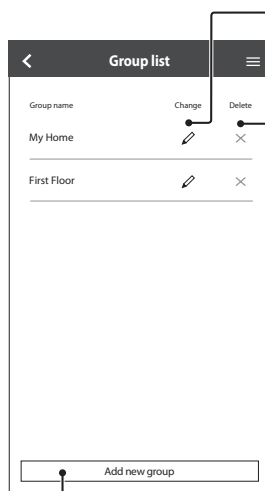 Group list
Group name Change Delete
My Home
First Floor
Add new group